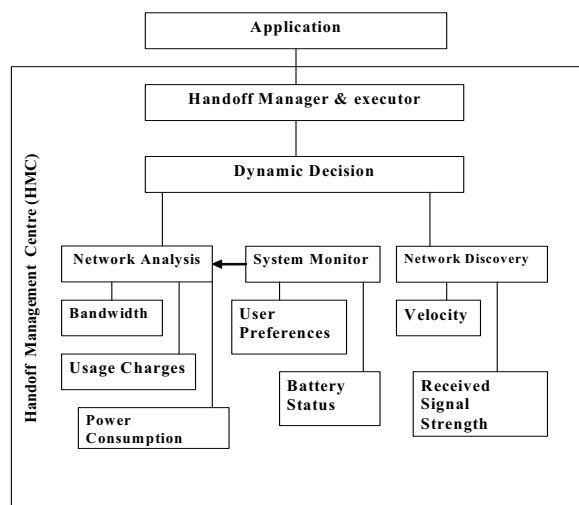 Application
Handoff Manager & executor
Dynamic Decision
Handoff Management Centre (HMC)
Network Analysis
System Monitor
Network Discovery
Bandwidth
User
Preferences
Velocity
Usage Charges
Battery
Status
Received
Signal
Strength
Power
Consumption